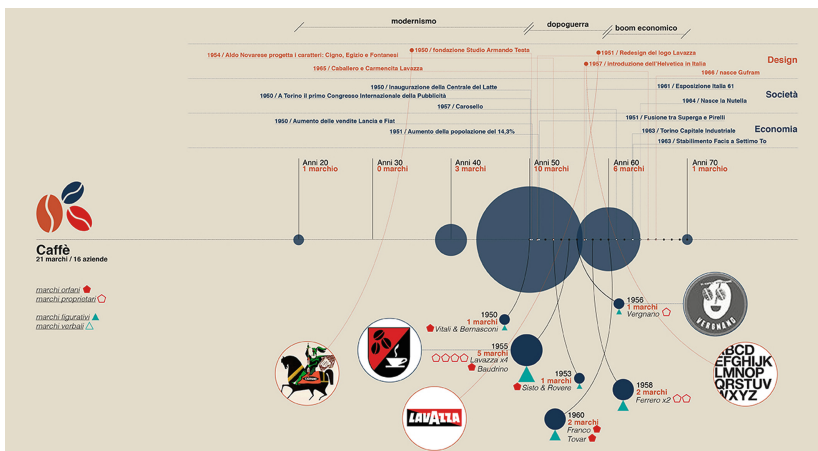 modernismo
dopoguerra
boom economico
1950 / fondazione Studio Armando Testa
1951 / Redesign del logo Lavazza
1954 / Aldo Novarese progetta i caratteri: Cigno, Egizio e Fontanesi
1957 / introduzione dell'Helvetica in Italia
Design
1965 / Caballero e Carmencita Lavazza
1966 / nasce Gufram
1950 / Inaugurazione della Centrale del Latte
1961 / Esposizione Italia 61
Società
1950 / A Torino il primo Congresso Internazionale della Pubblicità
1964 / Nasce la Nutella
1957 / Carosello
1950 / Aumento delle vendite Lancia e Fiat
1951 / Fusione tra Superga e Pirelli
1951 / Aumento della popolazione del 14,3%
1963 / Torino Capitale Industriale
Economia
1963 / Stabilimento Facis a Settimo To
Anni 20
1 marchio
Anni 30
0 marchi
Anni 40
3 marchi
Anni 50
10 marchi
Anni 60
6 marchi
Anni 70
1 marchio
Caffè
21 marchi / 16 aziende
marchi orfani
marchi proprietari
marchi figurativi
marchi verbali
1950
1 marchi
Vitali & Bernasconi
1955
5 marchi
Lavazza x4
Baudrino
1953
1 marchi
Sisto & Rovere
1956
1 marchi
Vergnano
1958
2 marchi
Ferrero x2
1960
2 marchi
Franco
Tovar
LAVAZZA
VERGNANO
ABCD
EFGHIJK
LMNOP
QRSTUV
WXYZ